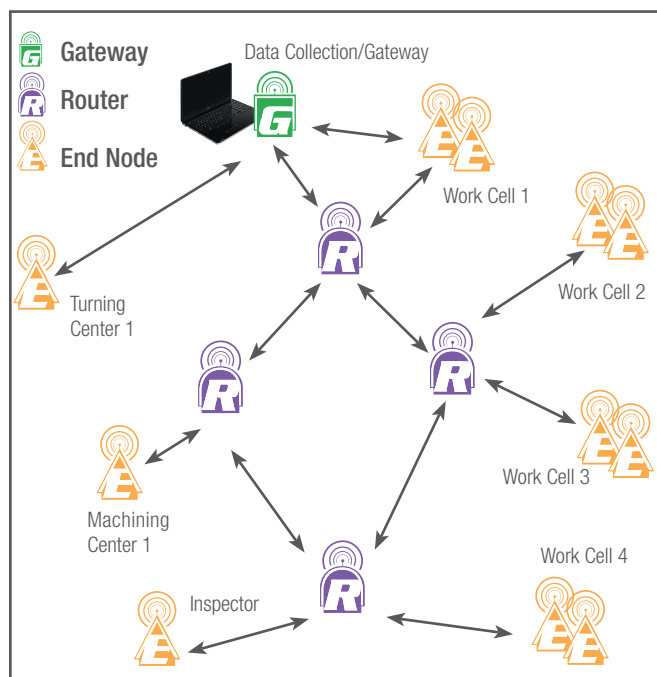 Gateway
Router
End Node
Data Collection/Gateway
G
R
E
G
E
E
Work Cell 1
E
E
Work Cell 2
R
E
Turning
Center 1
R
R
E
E
Work Cell 3
E
Machining
Center 1
R
Work Cell 4
Inspector
E
E
E